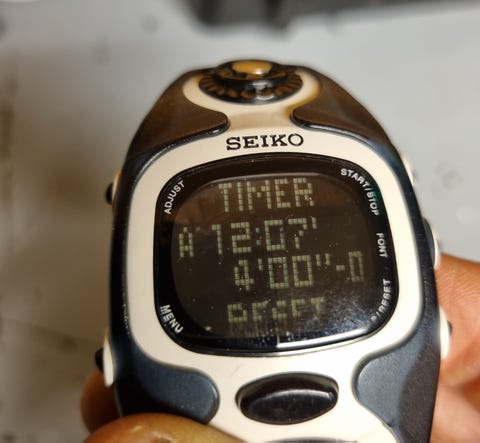 SEIKO
ADJUST
START/STOP
TIMER
A 12:07'
FONT
4'00"-0
RESET
MENU